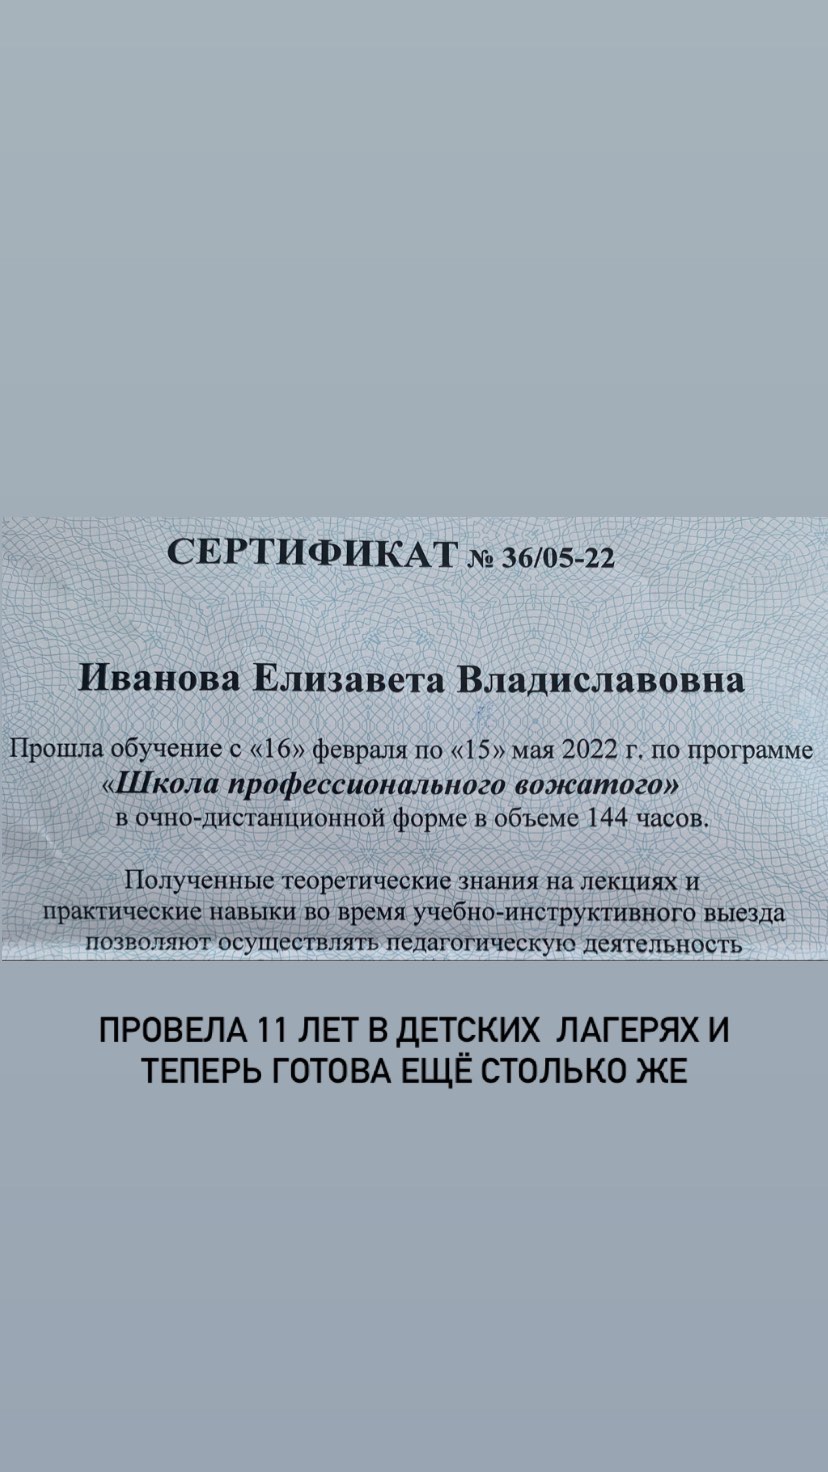 СЕРТИФИКАТ № 36/05-22
Иванова Елизавета Владиславовна
Прошла обучение с «16» февраля по «15» мая 2022 г. по программе
«Школа профессионального вожатого»
в очно-дистанционной форме в объеме 144 часов.
Полученные теоретические знания на лекциях и
практические навыки во время учебно-инструктивного выезда
позволяют осуществлять педагогическую деятельность
ПРОВЕЛА 11 ЛЕТ В ДЕТСКИХ ЛАГЕРЯХ И
ТЕПЕРЬ ГОТОВА ЕЩЁ СТОЛЬКО ЖЕ